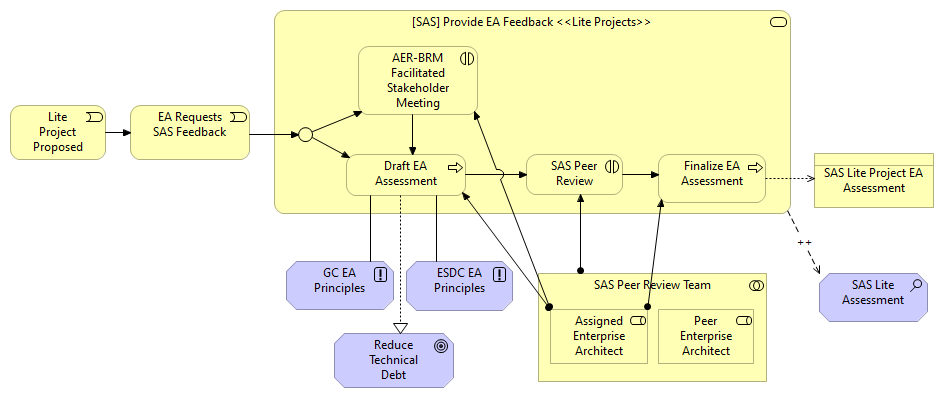 [SAS] Provide EA Feedback <<Lite Projects>>
AER-BRM
Facilitated
Stakeholder
Meeting
Lite
Project
Proposed
EA Requests
SAS Feedback
Draft EA
Assessment
SAS Peer
Review
Finalize EA
Assessment
SAS Lite Project EA
Assessment
++
GC EA
Principles
ESDC EA
Principles
SAS Peer Review Team
SAS Lite
Assessment
Assigned
Enterprise
Architect
Peer
Enterprise
Architect
Reduce
Technical
Debt